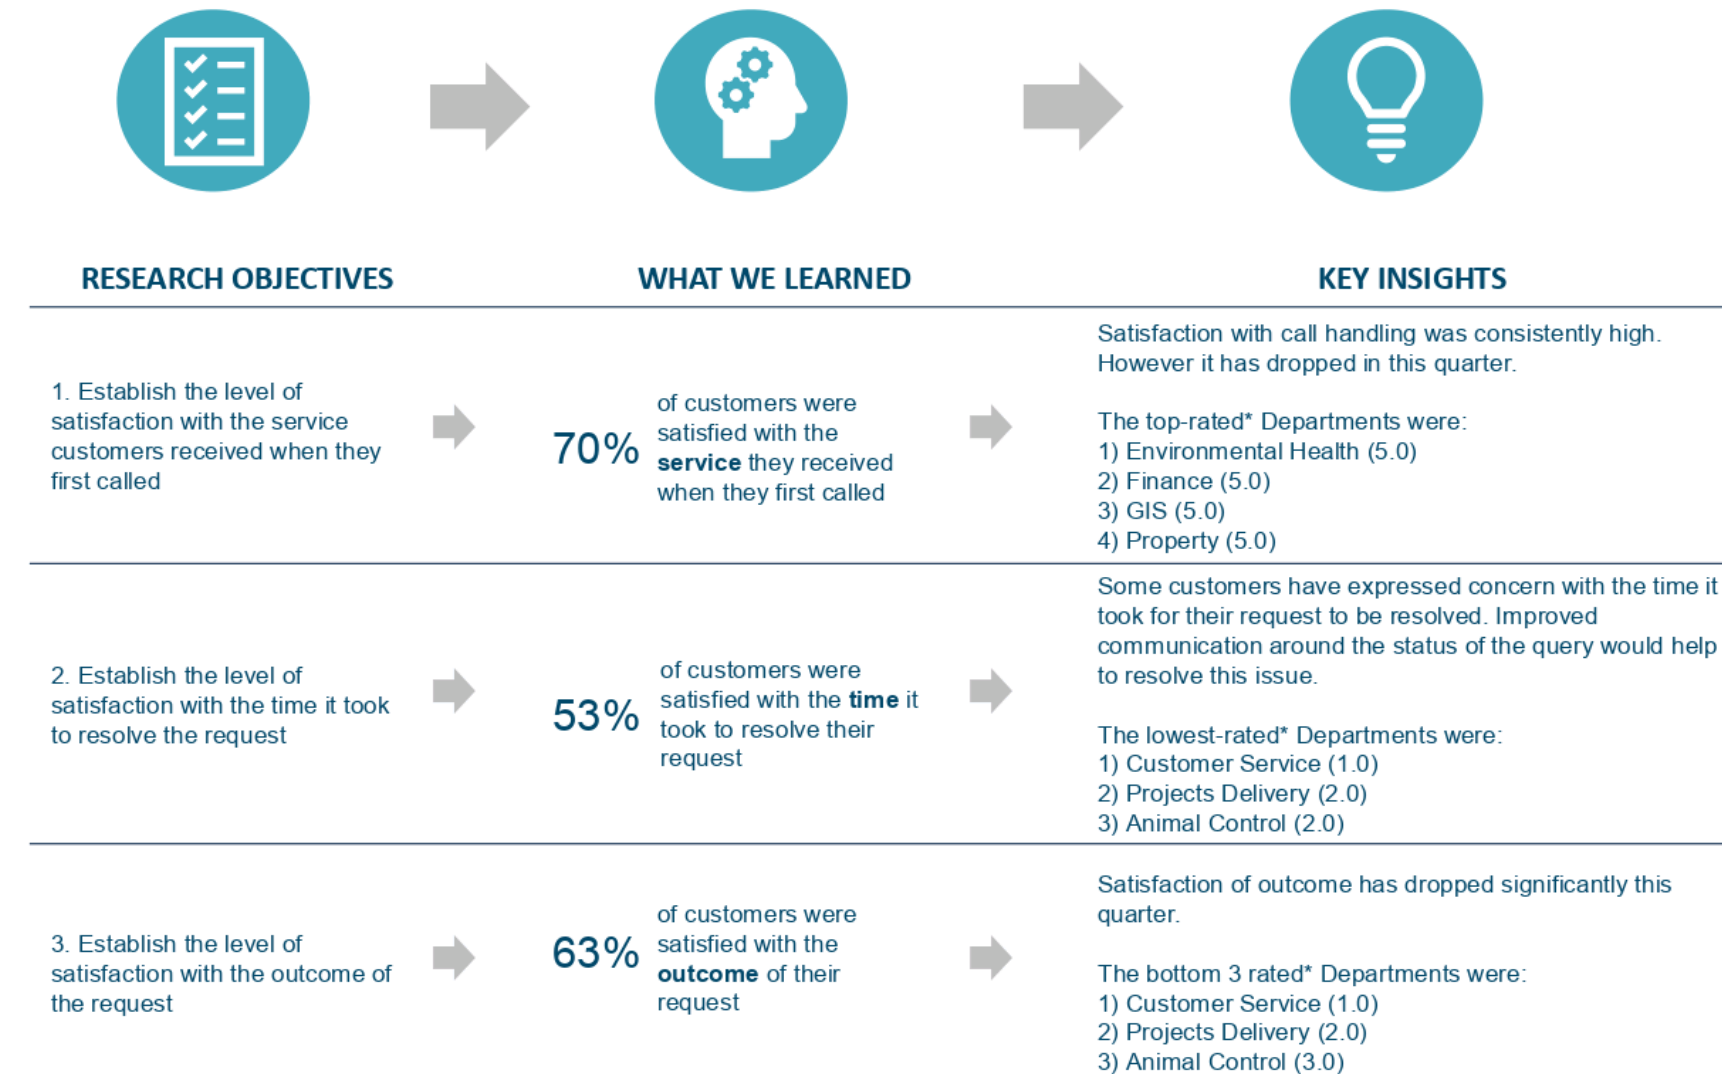 RESEARCH OBJECTIVES
WHAT WE LEARNED
KEY INSIGHTS
1. Establish the level of
satisfaction with the service
customers received when they
first called
70%
of customers were
satisfied with the
service they received
when they first called
Satisfaction with call handling was consistently high.
However it has dropped in this quarter.
The top-rated* Departments were:
1) Environmental Health (5.0)
2) Finance (5.0)
3) GIS (5.0)
4) Property (5.0)
2. Establish the level of
satisfaction with the time it took
to resolve the request
53%
of customers were
satisfied with the time it
took to resolve their
request
Some customers have expressed concern with the time it
took for their request to be resolved. Improved
communication around the status of the query would help
to resolve this issue.
The lowest-rated* Departments were:
1) Customer Service (1.0)
2) Projects Delivery (2.0)
3) Animal Control (2.0)
3. Establish the level of
satisfaction with the outcome of
the request
63%
of customers were
satisfied with the
outcome of their
request
Satisfaction of outcome has dropped significantly this
quarter.
The bottom 3 rated* Departments were:
1) Customer Service (1.0)
2) Projects Delivery (2.0)
3) Animal Control (3.0)